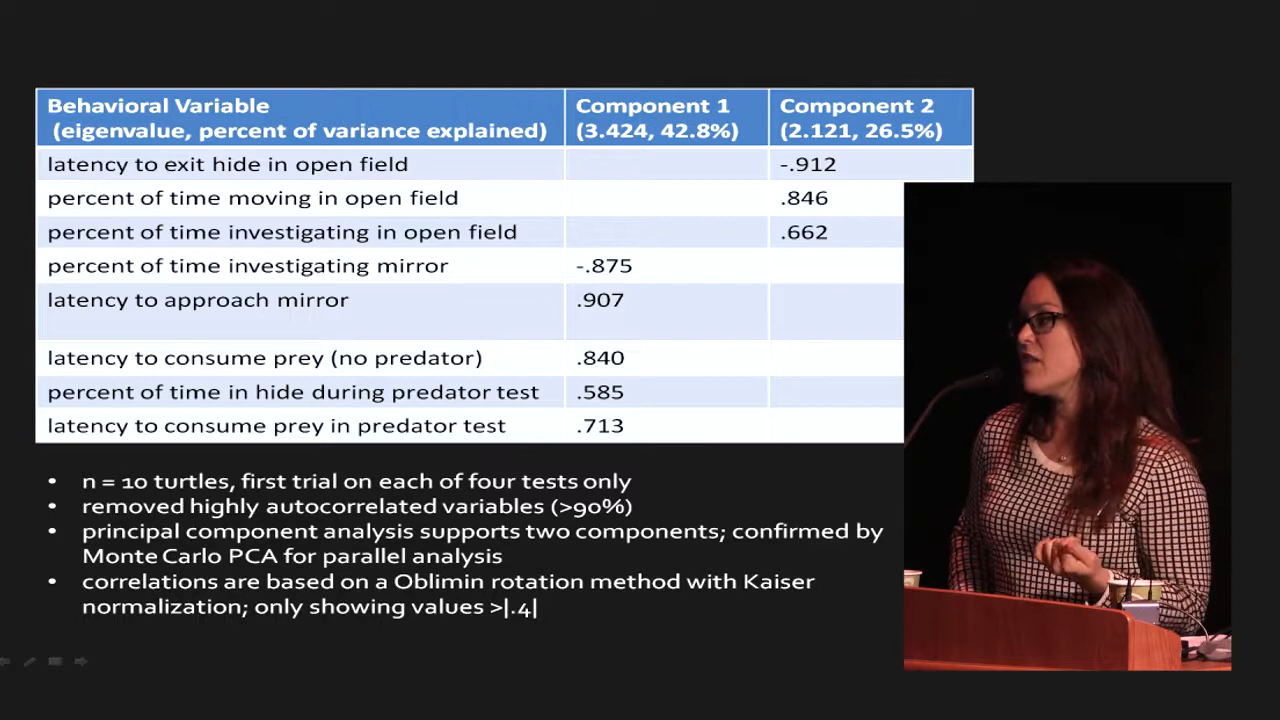 Behavioral Variable Component 1 Component 2
(eigenvalue, percent of variance explained) (3.424, 42.8%) (2.121, 26.5%)
latency to exit hide in open field -.912
percent of time moving in open field .846
percent of time investigating in open field .662
percent of time investigating mirror -.875
latency to approach mirror .907
latency to consume prey (no predator) .840
percent of time in hide during predator test .585
latency to consume prey in predator test .713
• n = 10 turtles, first trial on each of four tests only
• removed highly autocorrelated variables (>90%)
• principal component analysis supports two components; confirmed by
Monte Carlo PCA for parallel analysis
• correlations are based on a Oblimin rotation method with Kaiser
normalization; only showing values >|.4|